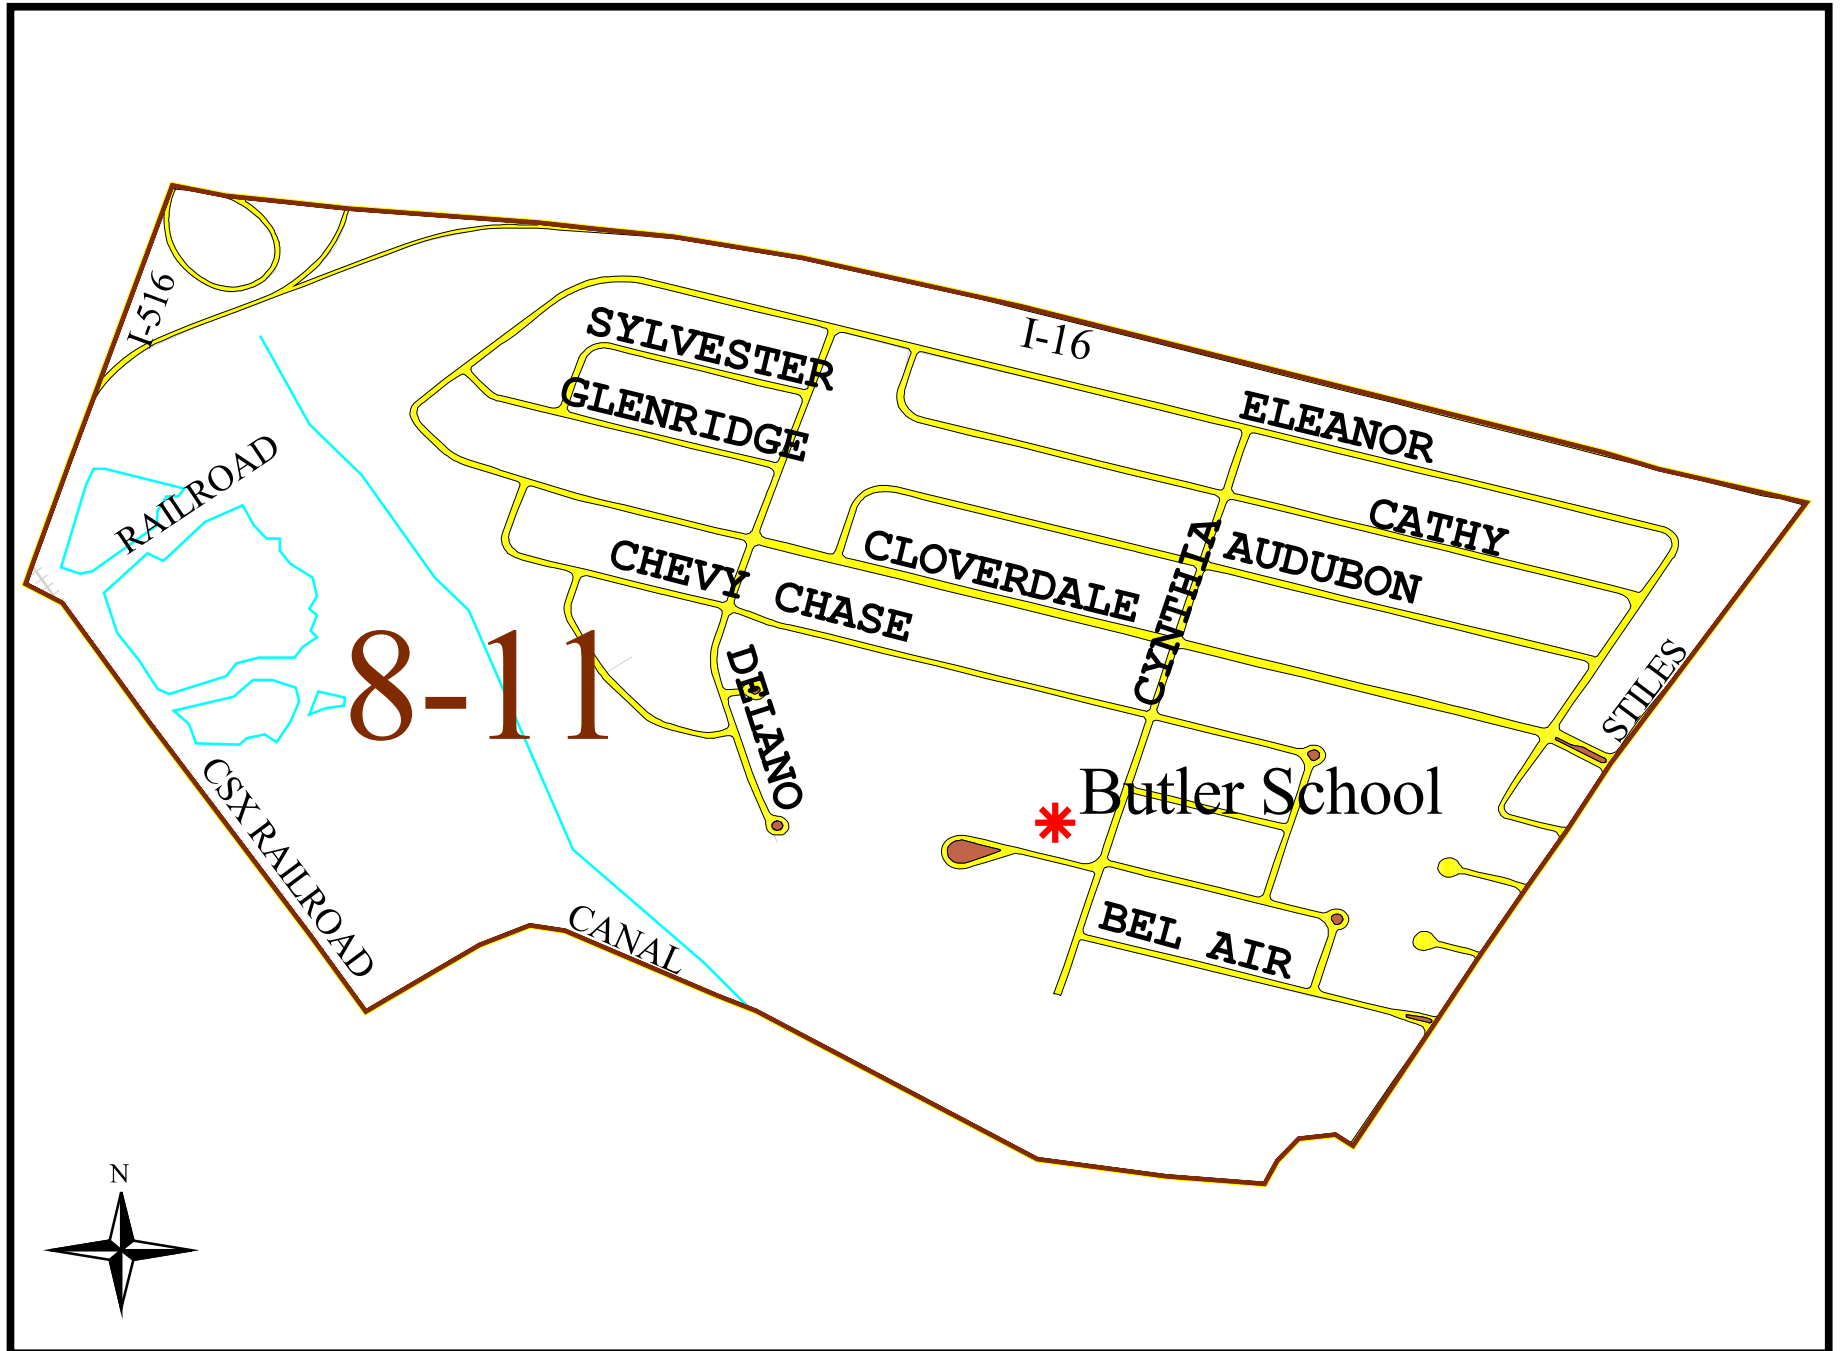 I-516
SYLVESTER
I-16
GLENRIDGE
ELEANOR
RAILROAD
CATHY
CHEVY CHASE
CLOVERDALE
CYNTHIA
AUDUBON
8-11
DELANO
STILES
Butler School
CSX RAILROAD
CANAL
BEL AIR
N